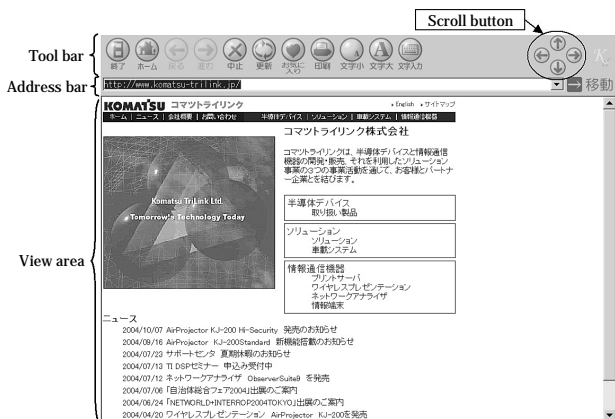 Scroll button
Tool bar
終了 ホーム 戻る 進む 中止 更新 お気に入り 印刷 文字小 文字大 文字入力
Address bar
http://www.komatsu-trilink.jp/
移動
KOMATSU コマツトライリンク
English サイトマップ
ホーム | ニュース | 会社概要 | お問い合わせ 半導体デバイス | ソリューション | 車載システム | 情報通信機器
コマツトライリンク株式会社
コマツトライリンクは、半導体デバイスと情報通信
機器の開発・販売、それを利用したソリューション
事業の3つの事業活動を通じて、お客様とパートナ
ー企業とを結びます。
Komatsu TriLink Ltd.
Tomorrow's Technology Today
半導体デバイス
取り扱い製品
ソリューション
ソリューション
車載システム
View area
情報通信機器
プリントサーバ
ワイヤレスプレゼンテーション
ネットワークアナライザ
情報端末
ニュース
2004/10/07 AirProjector KJ-200 Hi-Security 発売のお知らせ
2004/09/16 AirProjector KJ-200Standard 新機能搭載のお知らせ
2004/07/23 サポートセンタ 夏期休暇のお知らせ
2004/07/13 TI DSPセミナー 申込み受付中
2004/07/12 ネットワークアナライザ ObserverSuite9 を発売
2004/07/06 「自治体総合フェア2004」出展のご案内
2004/06/24 「NETWORLD+INTERROP2004TOKYO」出展のご案内
2004/04/20 ワイヤレスプレゼンテーション AirProjector KJ-200を発売